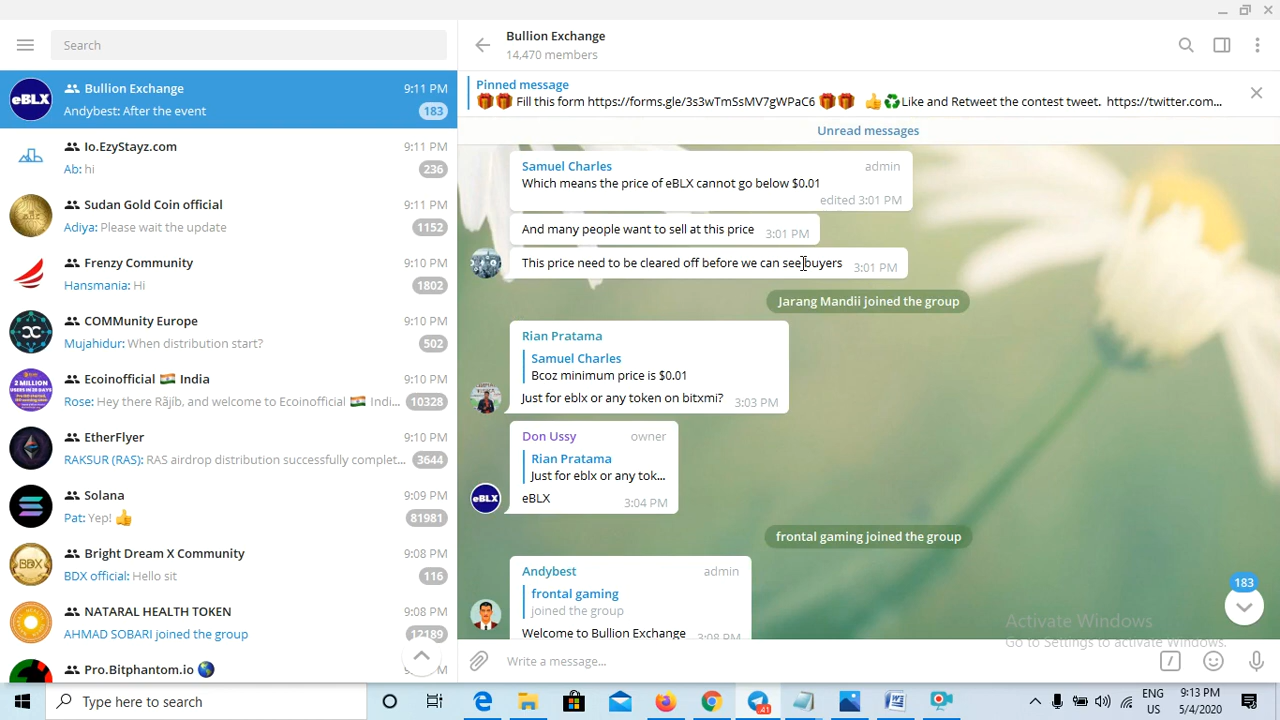 Search
Bullion Exchange
9:11 PM
Andybest: After the event
183
Io.EzyStayz.com
9:11 PM
Ab: hi
236
Sudan Gold Coin official
9:11 PM
Adiya: Please wait the update
1152
Frenzy Community
9:10 PM
Hansmania: Hi
1802
COMMunity Europe
9:10 PM
Mujahidur: When distribution start?
502
Ecoinofficial 🇮🇳 India
9:10 PM
Rose: Hey there Rãjíb, and welcome to Ecoinofficial 🇮🇳 Indi...
10328
EtherFlyer
9:10 PM
RAKSUR (RAS): RAS airdrop distribution successfully complet...
3644
Solana
9:09 PM
Pat: Yep! 👍
81981
Bright Dream X Community
9:08 PM
BDX official: Hello sit
116
NATARAL HEALTH TOKEN
9:08 PM
AHMAD SOBARI joined the group
12189
Pro.Bitphantom.io 🌎
Bullion Exchange
14,470 members
Pinned message
🎁🎁 Fill this form https://forms.gle/3s3wTmSsMV7gWPaC6 🎁🎁 👍♻Like and Retweet the contest tweet. https://twitter.com...
Unread messages
Samuel Charles
admin
Which means the price of eBLX cannot go below $0.01
edited 3:01 PM
And many people want to sell at this price
3:01 PM
This price need to be cleared off before we can see buyers
3:01 PM
Jarang Mandii joined the group
Rian Pratama
Samuel Charles
Bcoz minimum price is $0.01
Just for eblx or any token on bitxmi?
3:03 PM
Don Ussy
owner
Rian Pratama
Just for eblx or any tok...
eBLX
3:04 PM
frontal gaming joined the group
Andybest
admin
frontal gaming
joined the group
Welcome to Bullion Exchange
3:08 PM
183
Activate Windows
Go to Settings to activate Windows.
Write a message...
Type here to search
.41
ENG
US
9:13 PM
5/4/2020
eBLX
eBLX
BDX
2 MILLION